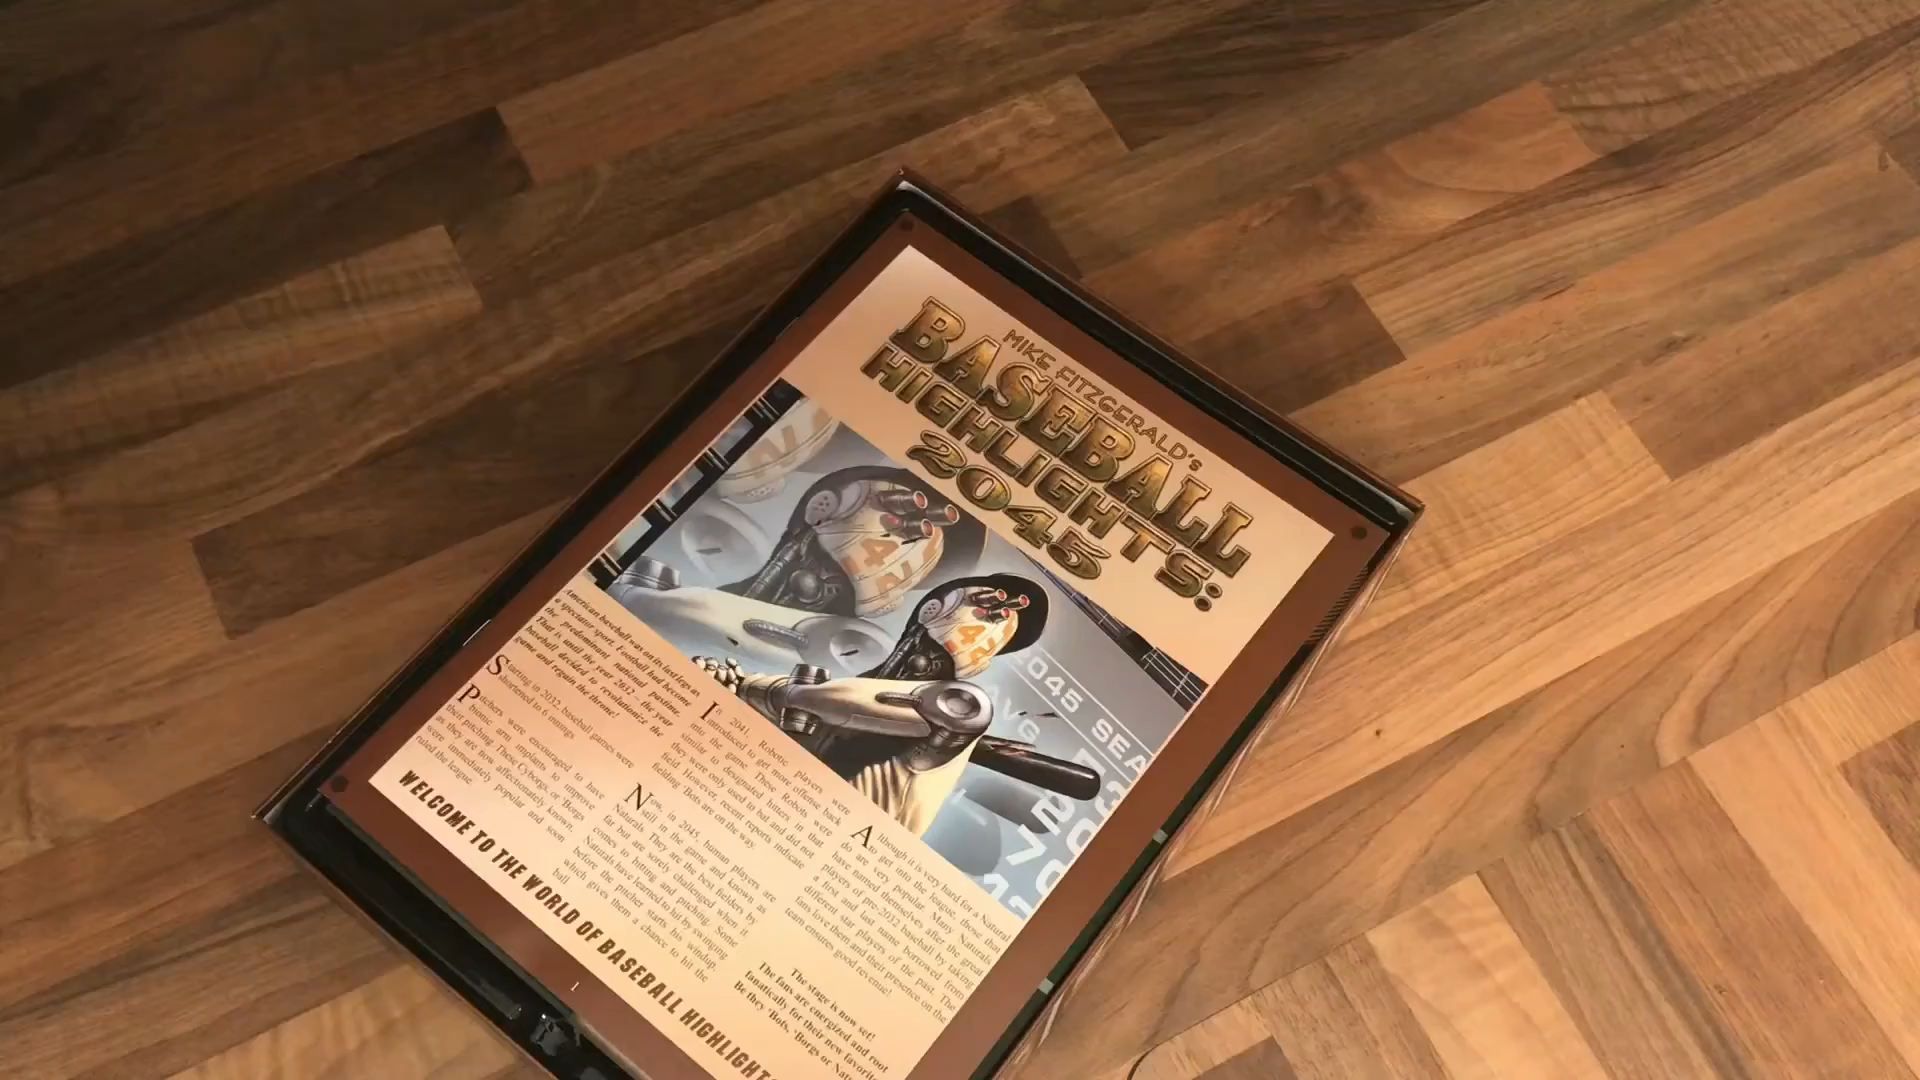 MIKE FITZGERALD'S
BASEBALL
HIGHLIGHTS:
2045
42
42
2045 SEA
AVG
American baseball was on its last legs as
a spectator sport. Football had become
the predominant national pastime.
That is until the year 2032 – the year
baseball decided to revolutionize the
game and regain the throne!
Starting in 2032, baseball games were
shortened to 6 innings
Pitchers were encouraged to have
bionic arm implants to improve
their pitching. These Cyborgs, or 'Borgs
as they are now affectionately known,
were immediately popular and soon
ruled the league.
In 2041, Robotic players were
introduced to get more offense back
into the game. These Robots were
similar to designated hitters in that
they were only used to bat and did not
field. However, recent reports indicate
fielding 'Bots are on the way.
Now, in 2045, human players are
still in the game and known as
Naturals. They are the best fielders by
far but are sorely challenged when it
comes to hitting and pitching. Some
Naturals have learned to hit by swinging
before the pitcher starts his windup,
which gives them a chance to hit the
ball
Although it is very hard for a Natural
to get into the league, those that
do are very popular. Many Naturals
have named themselves after the great
players of pre-2032 baseball by taking
a first and last name borrowed from
different star players of the past. The
fans love them and their presence on the
team ensures good revenue!
The stage is now set!
The fans are energized and root
fanatically for their new favorite
Be they 'Bots, 'Borgs or Natu
WELCOME TO THE WORLD OF BASEBALL HIGHLIGHTS
1